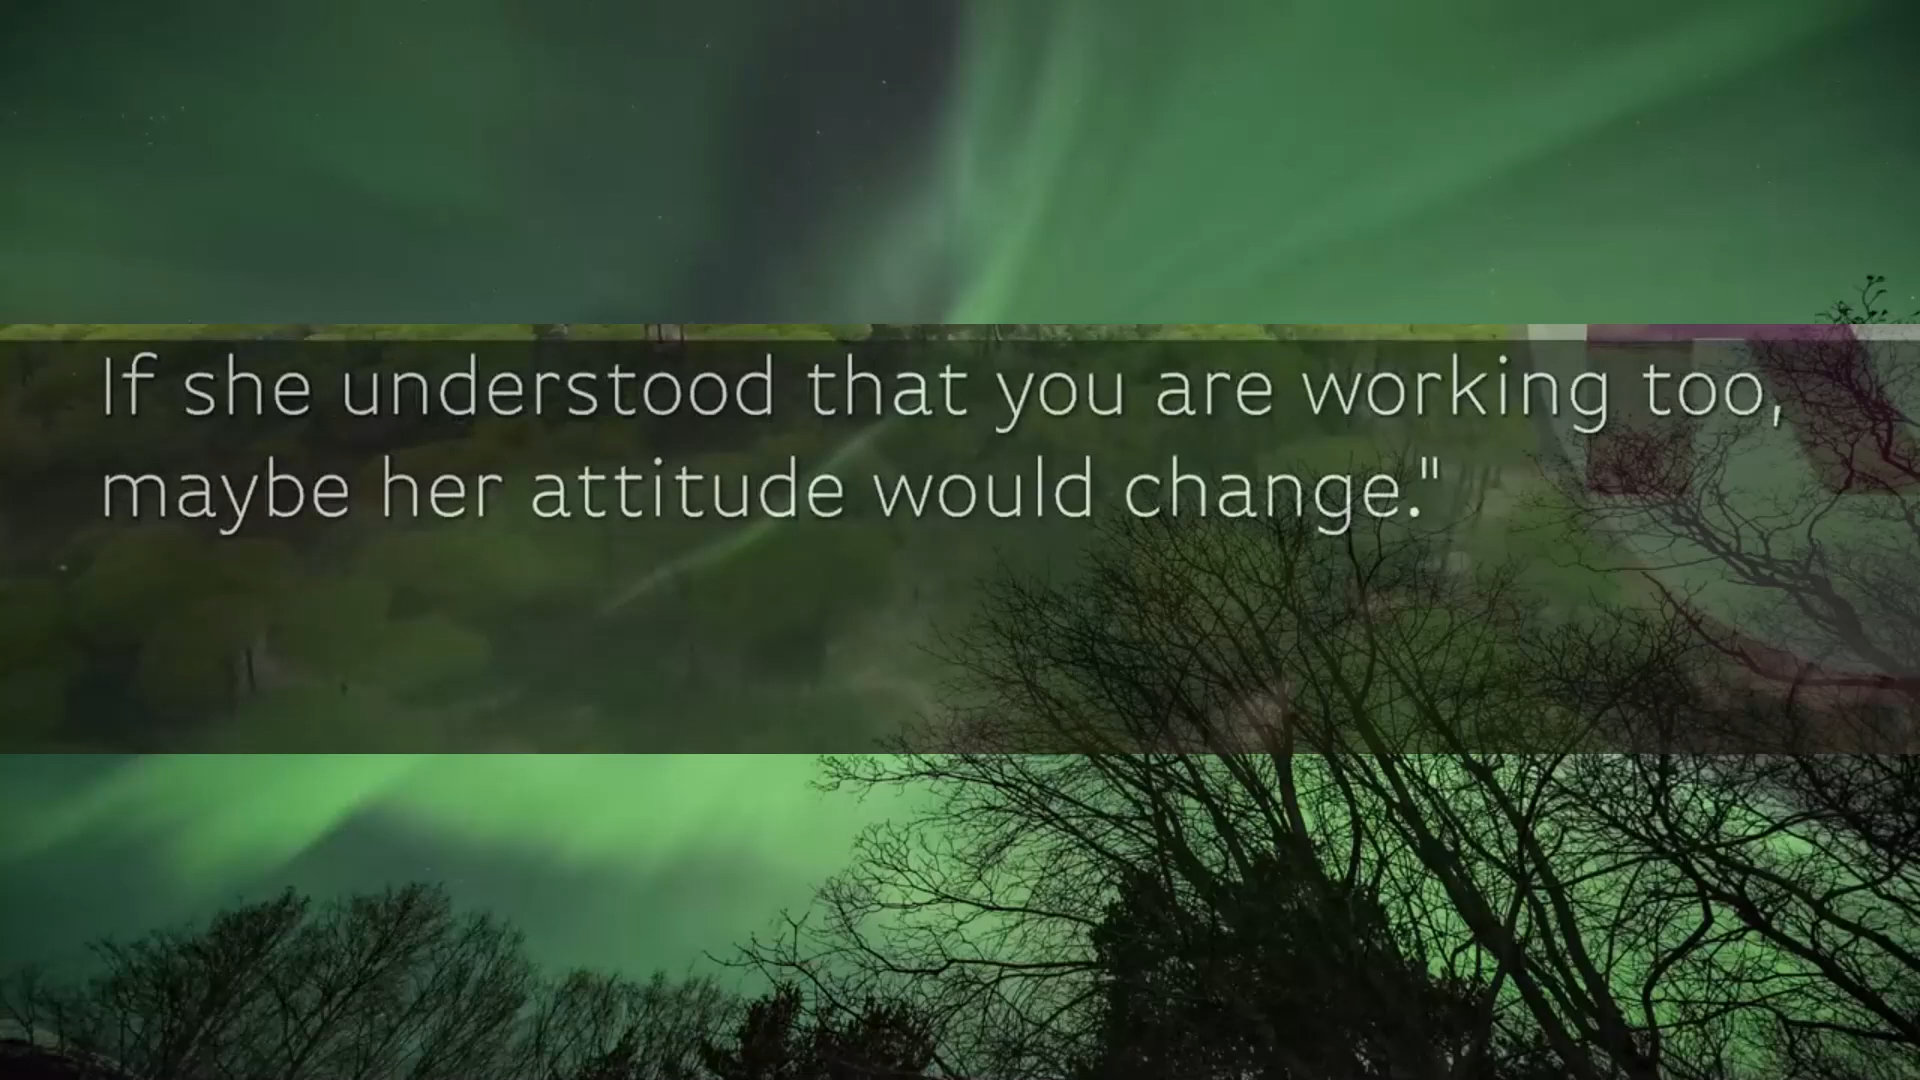 If she understood that you are working too,
maybe her attitude would change."